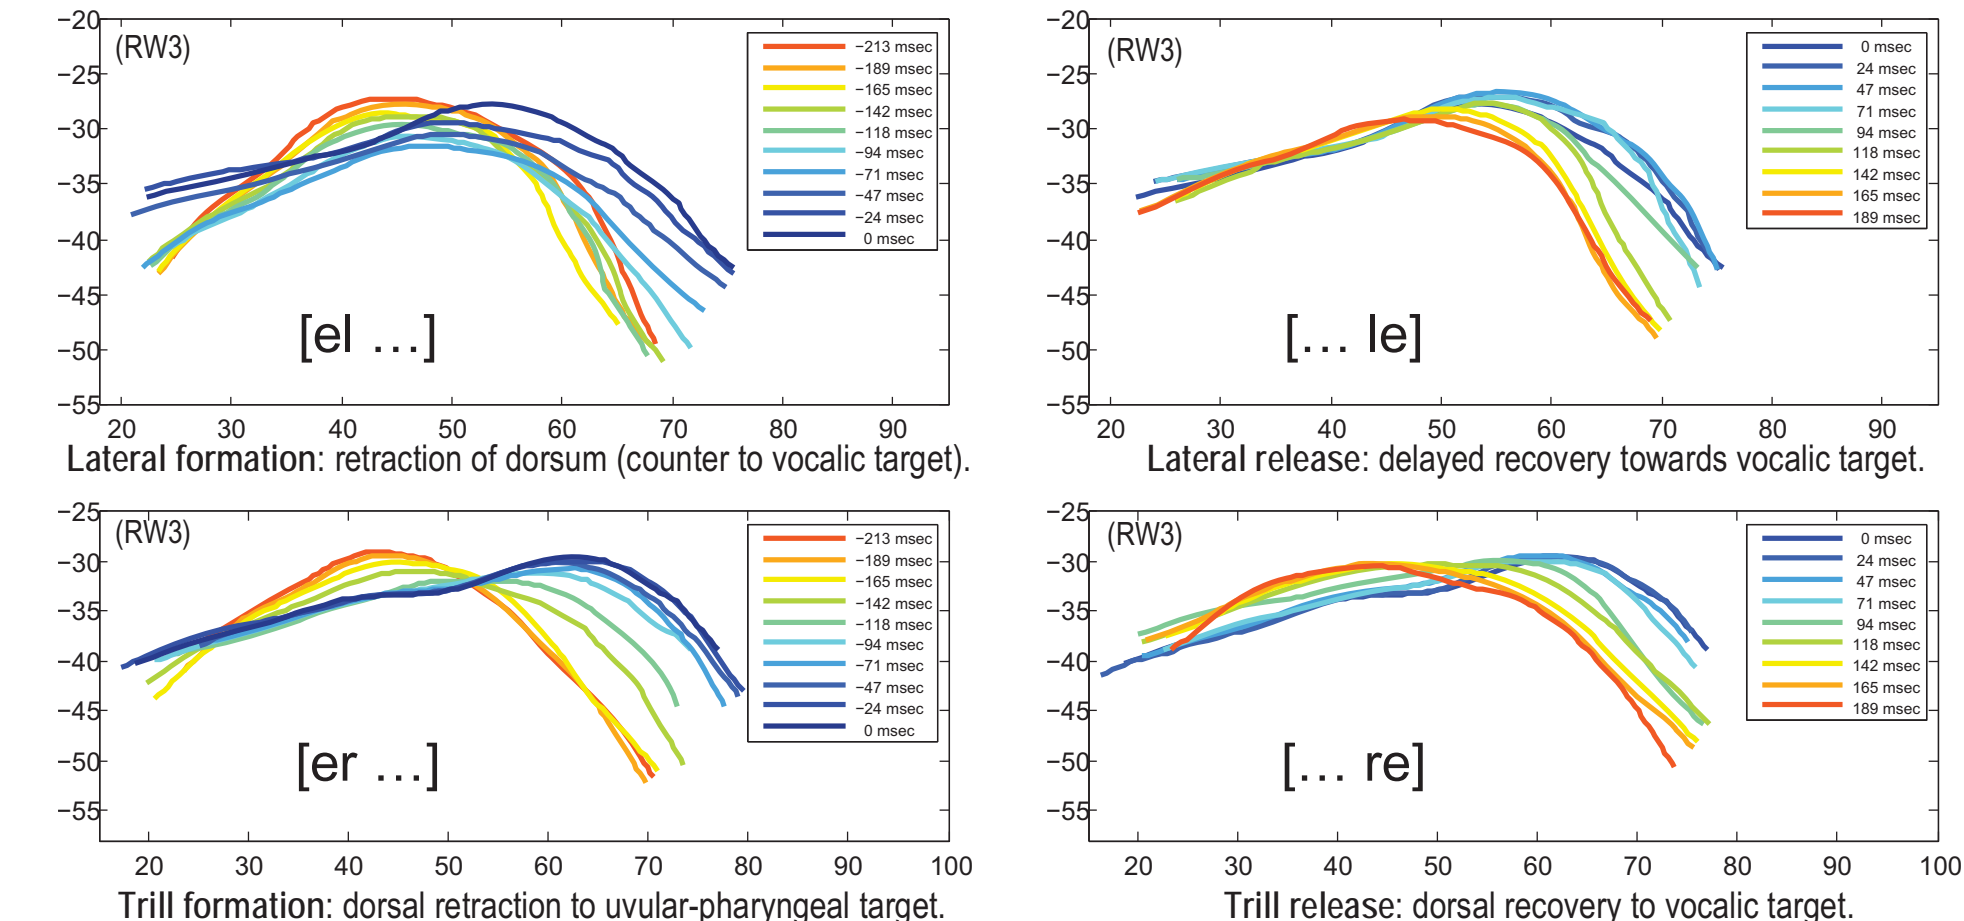 −20
−25
−30
−35
−40
−45
−50
−55
(RW3)
−213 msec
−189 msec
−165 msec
−142 msec
−118 msec
−94 msec
−71 msec
−47 msec
−24 msec
0 msec
[el …]
20 30 40 50 60 70 80 90
Lateral formation: retraction of dorsum (counter to vocalic target).
−20
−25
−30
−35
−40
−45
−50
−55
(RW3)
0 msec
24 msec
47 msec
71 msec
94 msec
118 msec
142 msec
165 msec
189 msec
[… le]
20 30 40 50 60 70 80 90
Lateral release: delayed recovery towards vocalic target.
−25
−30
−35
−40
−45
−50
−55
(RW3)
−213 msec
−189 msec
−165 msec
−142 msec
−118 msec
−94 msec
−71 msec
−47 msec
−24 msec
0 msec
[er …]
20 30 40 50 60 70 80 90 100
Trill formation: dorsal retraction to uvular-pharyngeal target.
−25
−30
−35
−40
−45
−50
−55
(RW3)
0 msec
24 msec
47 msec
71 msec
94 msec
118 msec
142 msec
165 msec
189 msec
[… re]
20 30 40 50 60 70 80 90 100
Trill release: dorsal recovery to vocalic target.